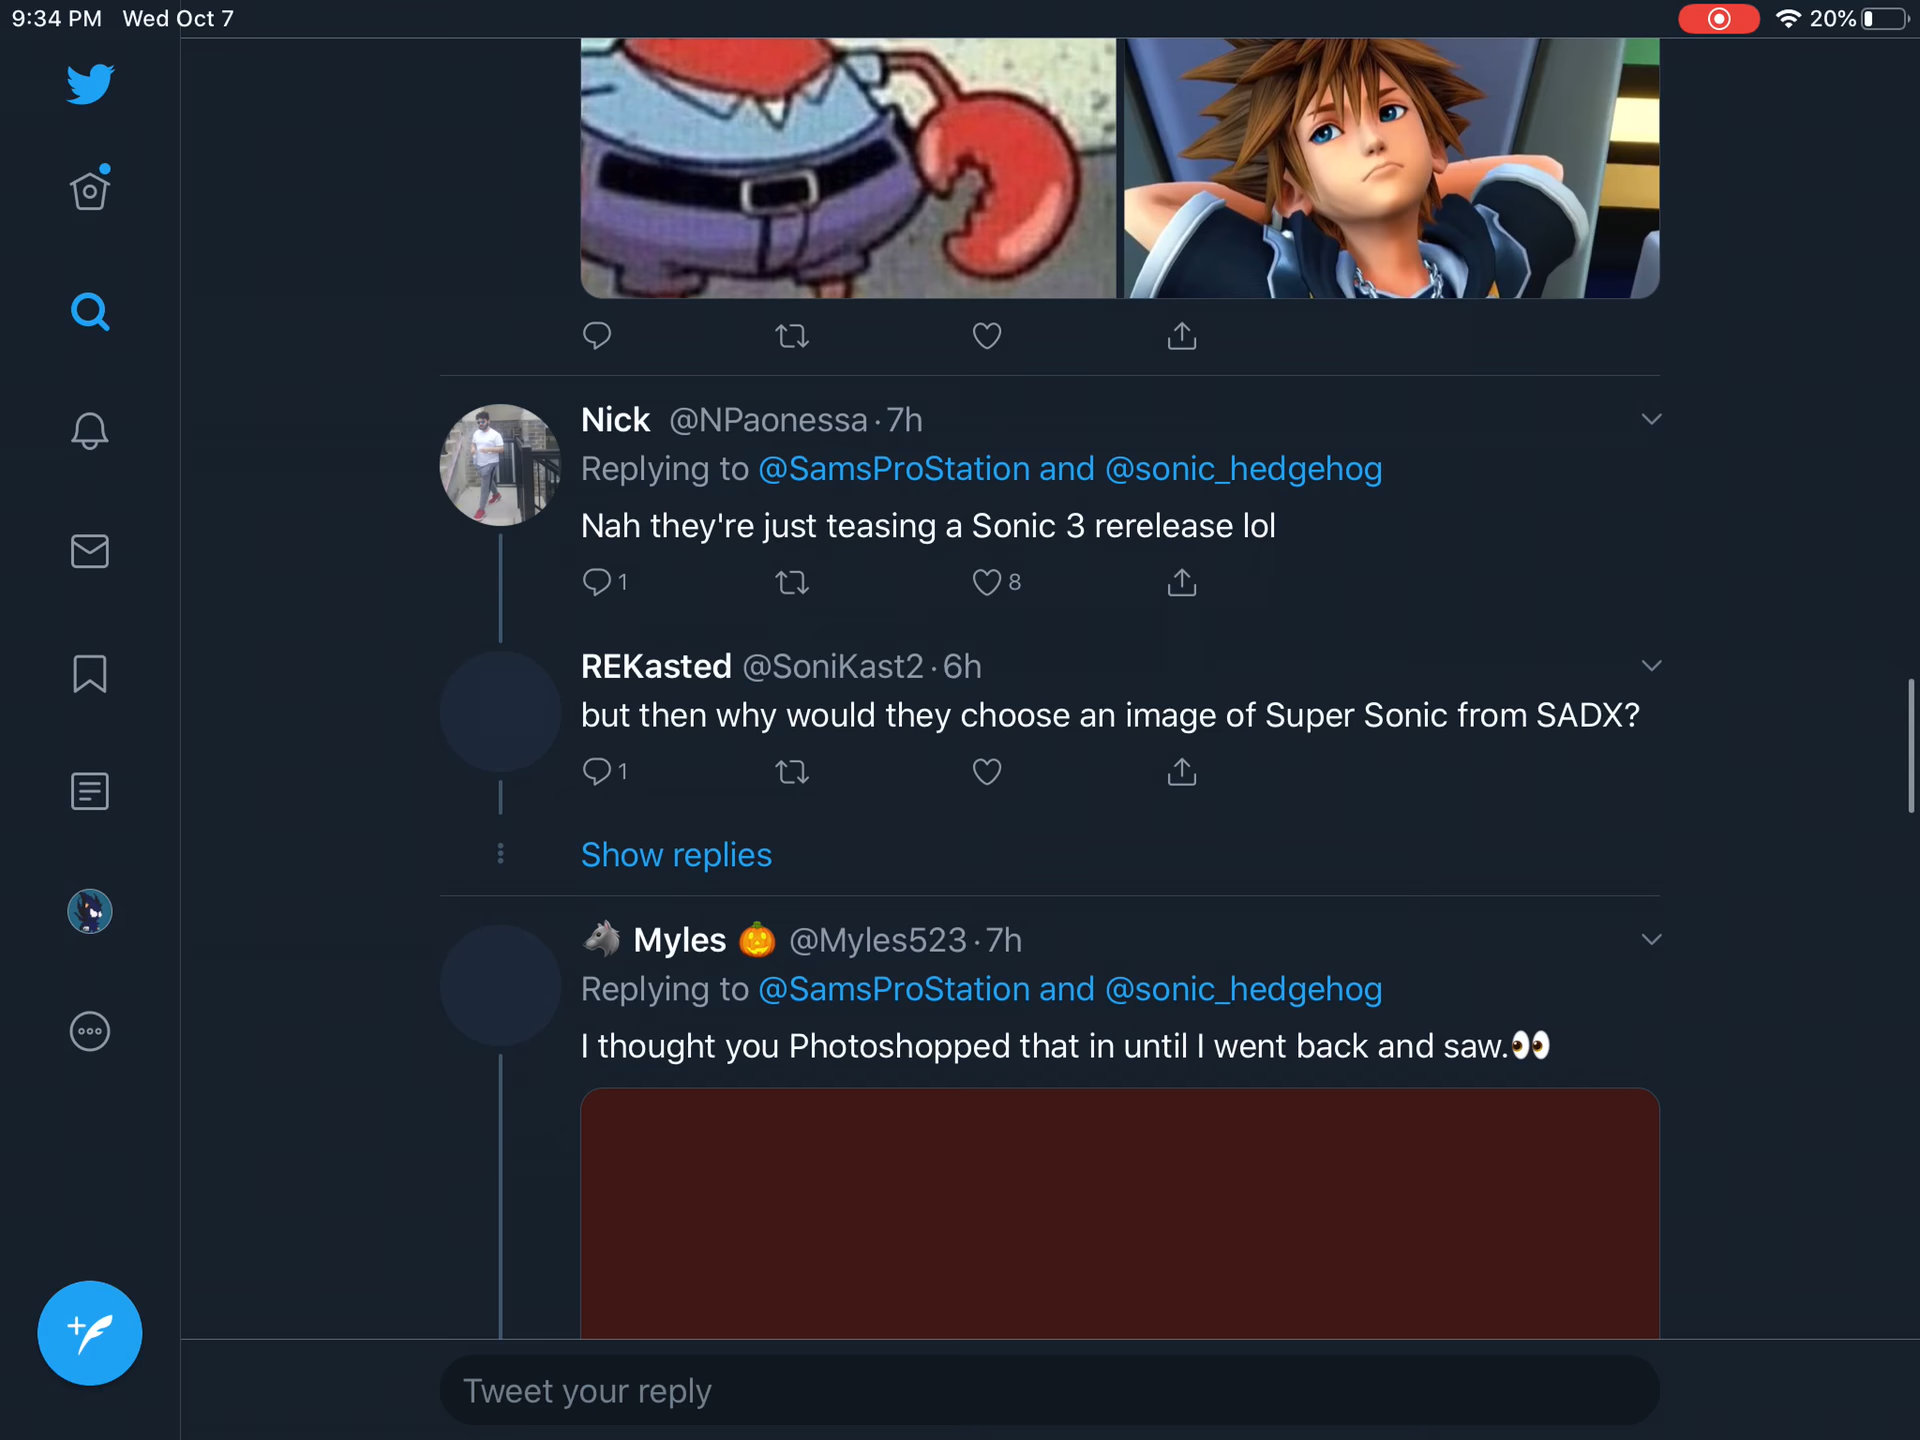 9:34 PM Wed Oct 7
20%
Nick @NPaonessa · 7h
Replying to @SamsProStation and @sonic_hedgehog
Nah they're just teasing a Sonic 3 rerelease lol
1 8
REKasted @SoniKast2 · 6h
but then why would they choose an image of Super Sonic from SADX?
1
Show replies
🐺 Myles 🎃 @Myles523 · 7h
Replying to @SamsProStation and @sonic_hedgehog
I thought you Photoshopped that in until I went back and saw.👀
Tweet your reply